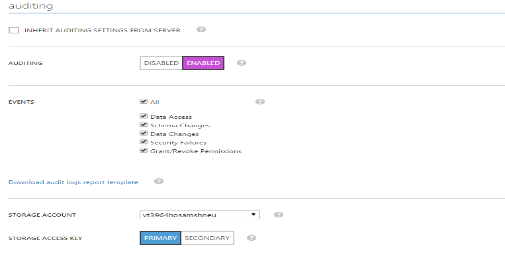 auditing
INHERIT AUDITING SETTINGS FROM SERVER ?
AUDITING DISABLED ENABLED ?
EVENTS All ?
Data Access
Schema Changes
Data Changes
Security Failures
Grant/Revoke Permissions
Download audit logs report template ?
STORAGE ACCOUNT vt3964hosamshneu ?
STORAGE ACCESS KEY PRIMARY SECONDARY ?